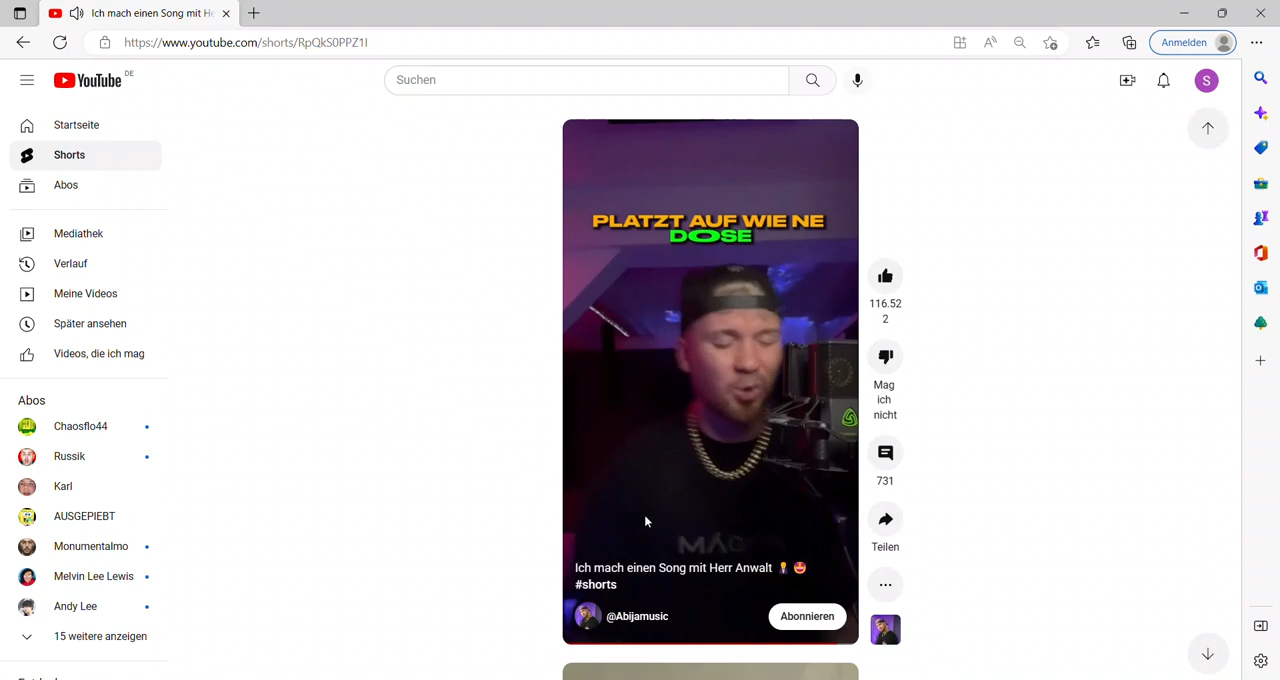 Ich mach einen Song mit He
https://www.youtube.com/shorts/RpQkS0PPZ1I
Anmelden
YouTube DE
Suchen
S
Startseite
Shorts
Abos
Mediathek
Verlauf
Meine Videos
Später ansehen
Videos, die ich mag
Abos
Chaosflo44
Russik
Karl
AUSGEPIEBT
Monumentalmo
Melvin Lee Lewis
Andy Lee
15 weitere anzeigen
PLATZT AUF WIE NE
DOSE
Ich mach einen Song mit Herr Anwalt
#shorts
@Abijamusic
Abonnieren
116.52
2
Mag
ich
nicht
731
Teilen